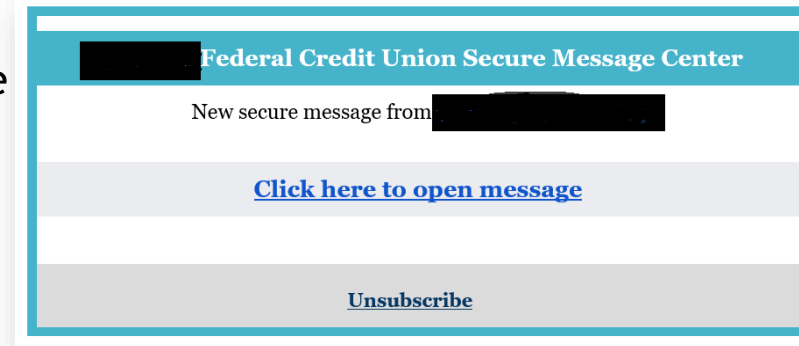 Federal Credit Union Secure Message Center
New secure message from
Click here to open message
Unsubscribe